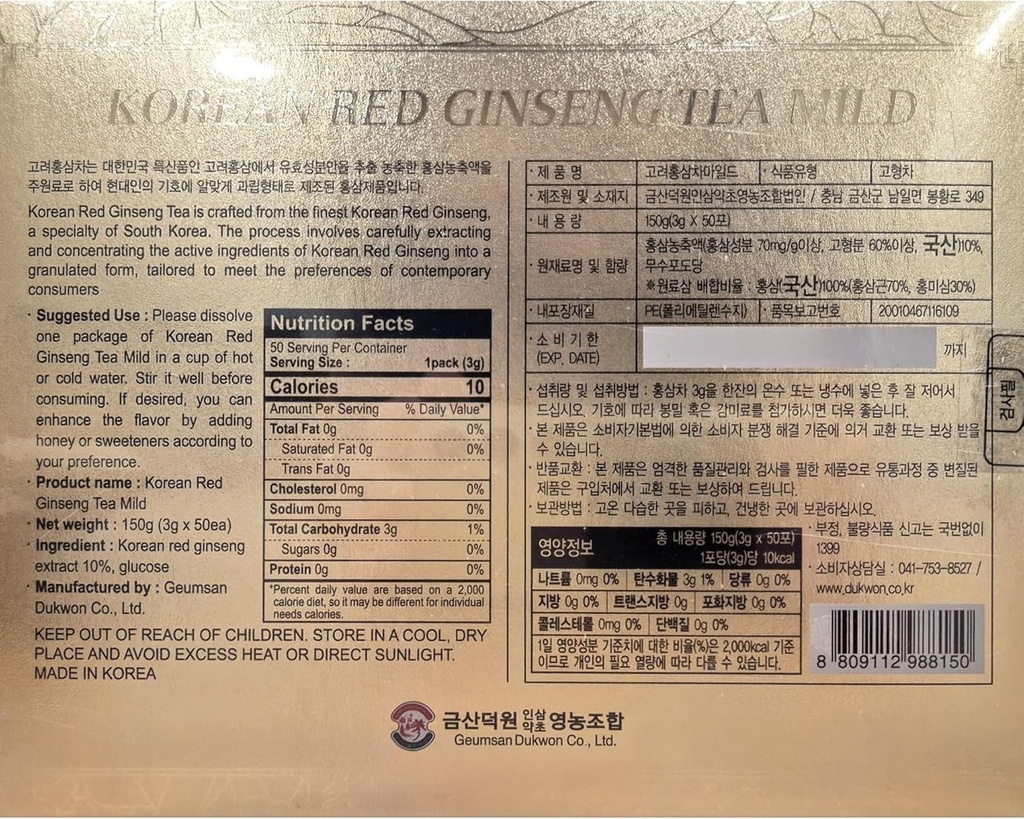 KOREAN RED GINSENG TEA MILD
고려홍삼차는 대한민국 특산품인 고려홍삼에서 유효성분만을 추출 농축한 홍삼농축액을
주원료로 하여 현대인의 기호에 알맞게 과립형태로 제조된 홍삼제품입니다.
Korean Red Ginseng Tea is crafted from the finest Korean Red Ginseng,
a specialty of South Korea. The process involves carefully extracting
and concentrating the active ingredients of Korean Red Ginseng into a
granulated form, tailored to meet the preferences of contemporary
consumers
· Suggested Use : Please dissolve
one package of Korean Red
Ginseng Tea Mild in a cup of hot
or cold water. Stir it well before
consuming. If desired, you can
enhance the flavor by adding
honey or sweeteners according to
your preference.
· Product name : Korean Red
Ginseng Tea Mild
· Net weight : 150g (3g x 50ea)
· Ingredient : Korean red ginseng
extract 10%, glucose
· Manufactured by : Geumsan
Dukwon Co., Ltd.
Nutrition Facts
50 Serving Per Container
Serving Size : 1pack (3g)
Calories 10
Amount Per Serving % Daily Value*
Total Fat 0g 0%
Saturated Fat 0g 0%
Trans Fat 0g
Cholesterol 0mg 0%
Sodium 0mg 0%
Total Carbohydrate 3g 1%
Sugars 0g 0%
Protein 0g 0%
*Percent daily value are based on a 2,000
calorie diet, so it may be different for individual
needs calories.
KEEP OUT OF REACH OF CHILDREN. STORE IN A COOL, DRY
PLACE AND AVOID EXCESS HEAT OR DIRECT SUNLIGHT.
MADE IN KOREA
· 제 품 명 고려홍삼차마일드 · 식품유형 고형차
· 제조원 및 소재지 금산덕원인삼약초영농조합법인 / 충남 금산군 남일면 봉황로 349
· 내 용 량 150g(3g X 50포)
· 원재료명 및 함량 홍삼농축액(홍삼성분 70mg/g이상, 고형분 60%이상, 국산)10%,
무수포도당
※원료삼 배합비율 : 홍삼(국산)100%(홍삼근70%, 홍미삼30%)
· 내포장재질 PE(폴리에틸렌수지) · 품목보고번호 20010467116109
· 소 비 기 한
(EXP. DATE) 까지
· 섭취량 및 섭취방법 : 홍삼차 3g을 한잔의 온수 또는 냉수에 넣은 후 잘 저어서
드십시오. 기호에 따라 봉밀 혹은 감미료를 첨가하시면 더욱 좋습니다.
· 본 제품은 소비자기본법에 의한 소비자 분쟁 해결 기준에 의거 교환 또는 보상 받을
수 있습니다.
· 반품교환 : 본 제품은 엄격한 품질관리와 검사를 필한 제품으로 유통과정 중 변질된
제품은 구입처에서 교환 또는 보상하여 드립니다.
· 보관방법 : 고온 다습한 곳을 피하고, 건냉한 곳에 보관하십시오.
영양정보 총 내용량 150g(3g x 50포)
1포당(3g)당 10kcal
나트륨 0mg 0% 탄수화물 3g 1% 당류 0g 0%
지방 0g 0% 트랜스지방 0g 포화지방 0g 0%
콜레스테롤 0mg 0% 단백질 0g 0%
1일 영양성분 기준치에 대한 비율(%)은 2,000kcal 기준
이므로 개인의 필요 열량에 따라 다를 수 있습니다.
· 부정, 불량식품 신고는 국번없이
1399
· 소비자상담실 : 041-753-8527 /
www.dukwon.co.kr
8 809112 988150
검사필
금산덕원 인삼약초 영농조합
Geumsan Dukwon Co., Ltd.